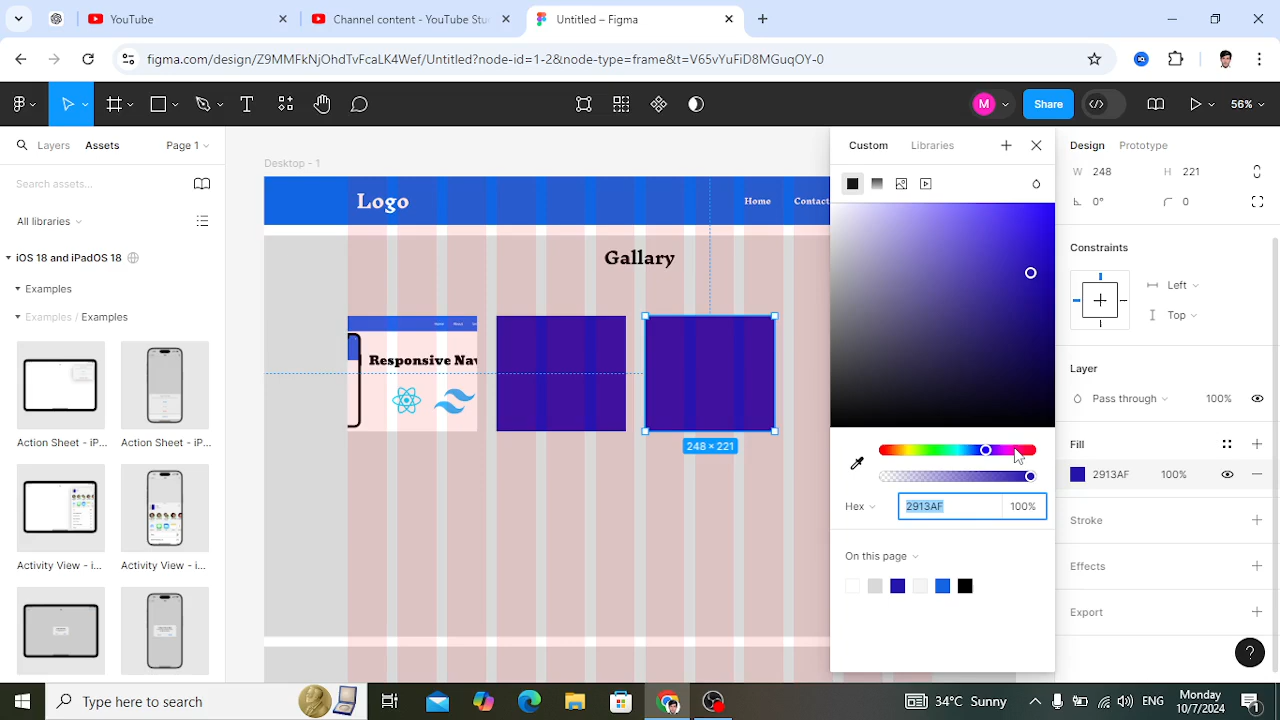 YouTube
Channel content - YouTube Stu
Untitled – Figma
figma.com/design/Z9MMFkNjOhdTvFcaLK4Wef/Untitled?node-id=1-2&node-type=frame&t=V65vYuFiD8MGuqOY-0
M
Share
56%
Layers
Assets
Page 1
Custom
Libraries
Design
Prototype
Desktop - 1
W 248
H 221
Search assets...
0°
0
Logo
Home
Contact
All libraries
Constraints
iOS 18 and iPadOS 18
Gallary
Left
Examples
Top
Examples / Examples
Responsive Nav
Layer
Pass through
100%
Action Sheet - iP...
Action Sheet - iP...
248 × 221
Fill
2913AF
100%
Hex
2913AF
100%
Stroke
On this page
Activity View - i...
Activity View - iP...
Effects
Export
?
Type here to search
34°C Sunny
ENG
Monday
10/7/2024
1